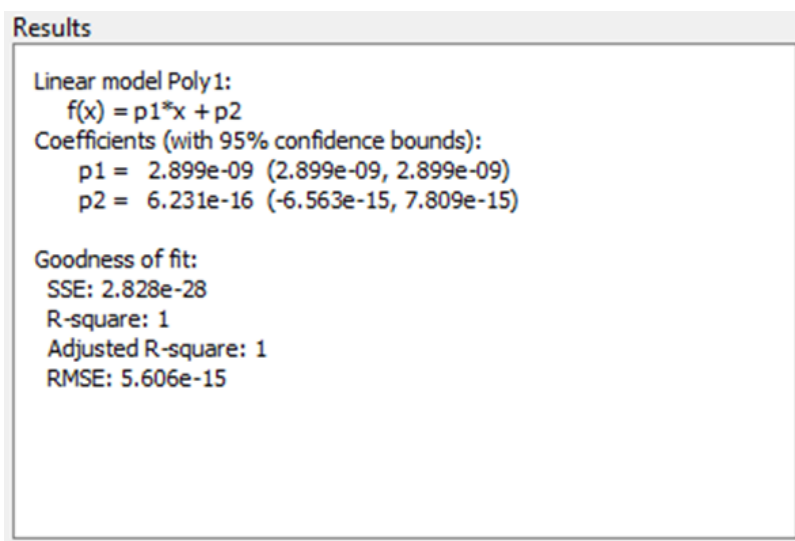 Results
Linear model Poly1:
f(x) = p1*x + p2
Coefficients (with 95% confidence bounds):
p1 = 2.899e-09 (2.899e-09, 2.899e-09)
p2 = 6.231e-16 (-6.563e-15, 7.809e-15)
Goodness of fit:
SSE: 2.828e-28
R-square: 1
Adjusted R-square: 1
RMSE: 5.606e-15